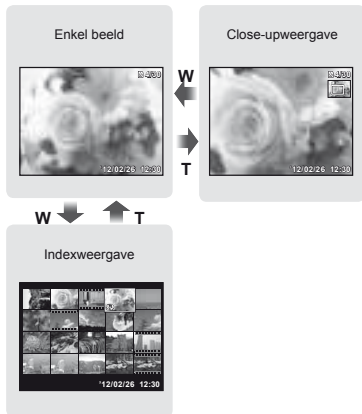 Enkel beeld
4/30
'12/02/26 12:30
W
T
Close-upweergave
4/30
'12/02/26 12:30
W
T
Indexweergave
'12/02/26 12:30